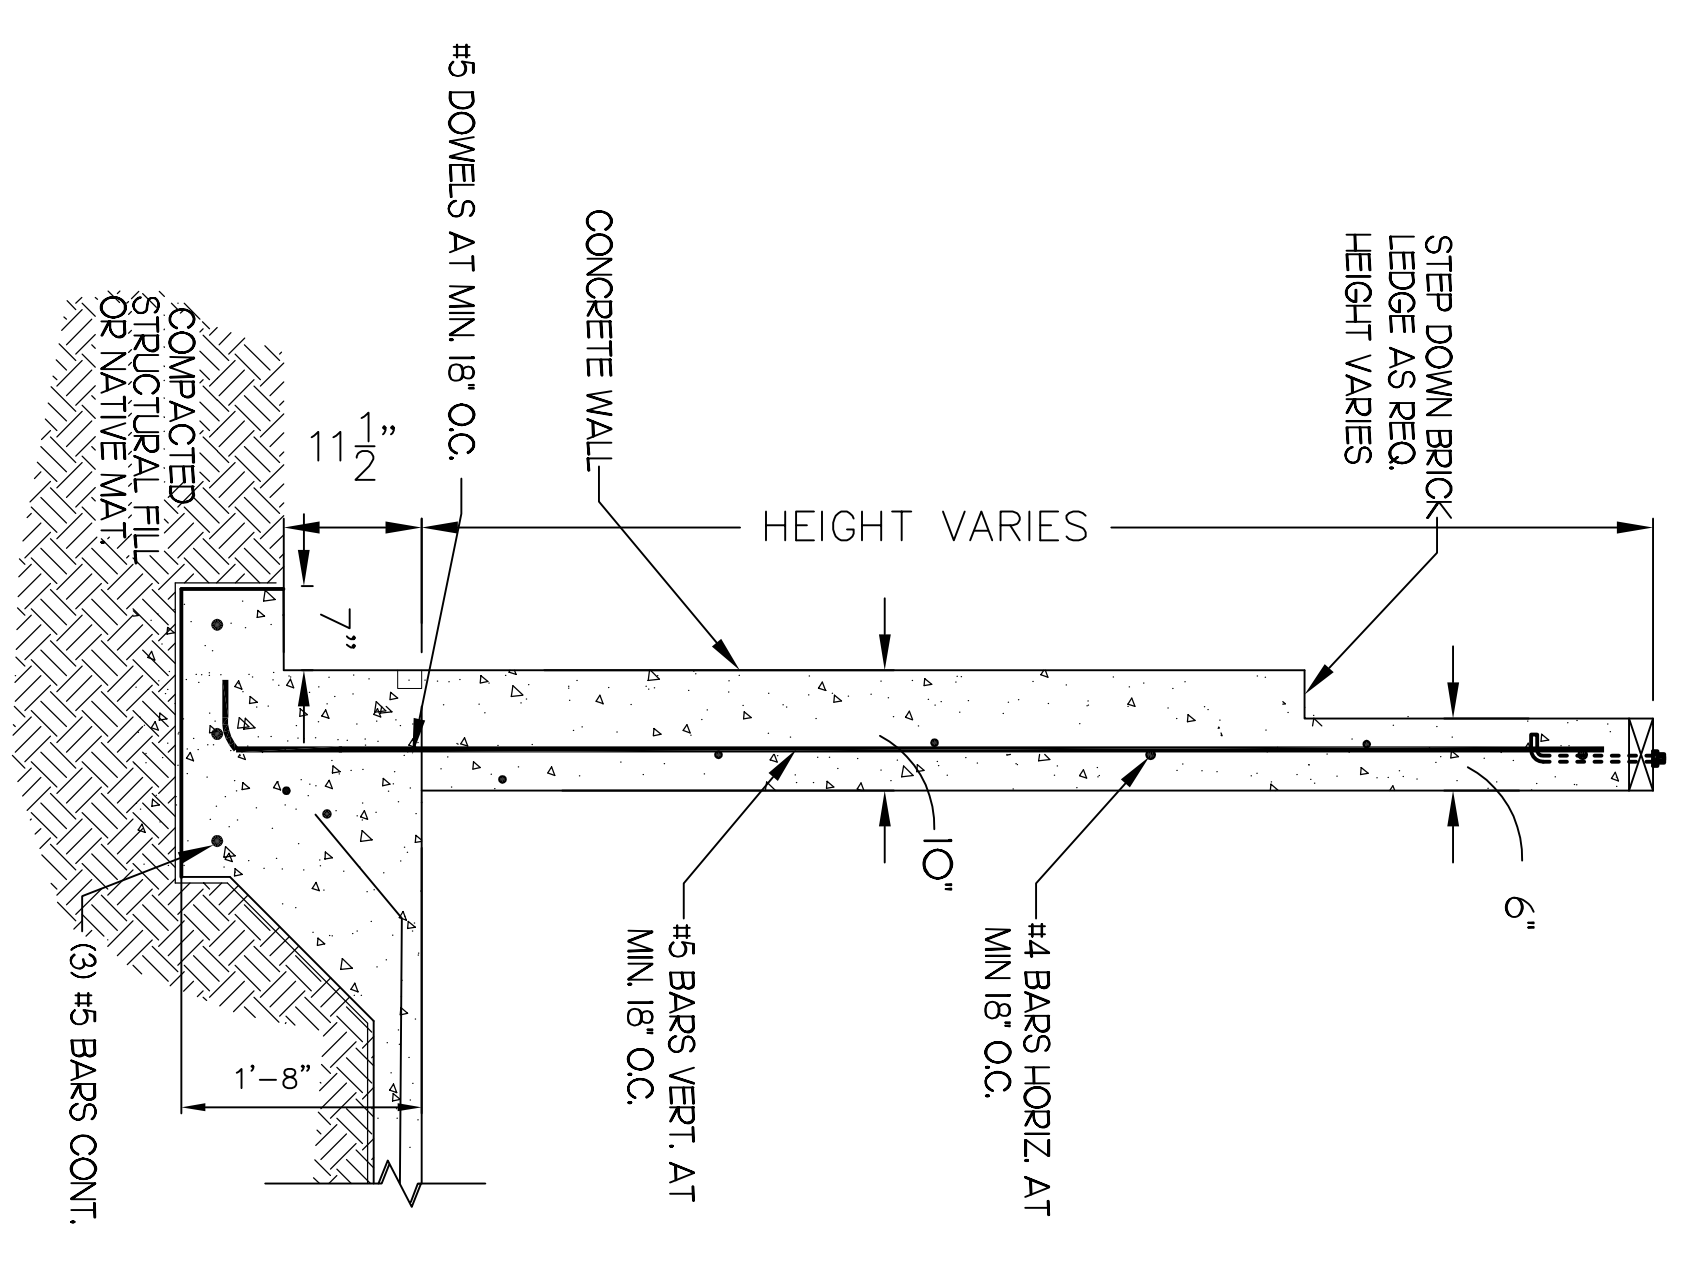 STEP DOWN BRICK
LEDGE AS REQ.
HEIGHT VARIES
6"
#4 BARS HORIZ. AT
MIN 18" O.C.
HEIGHT VARIES
10"
#5 BARS VERT. AT
MIN. 18" O.C.
CONCRETE WALL
#5 DOWELS AT MIN. 18" O.C.
11 1/2"
7"
1'-8"
COMPACTED
STRUCTURAL FILL
OR NATIVE MAT.
(3) #5 BARS CONT.